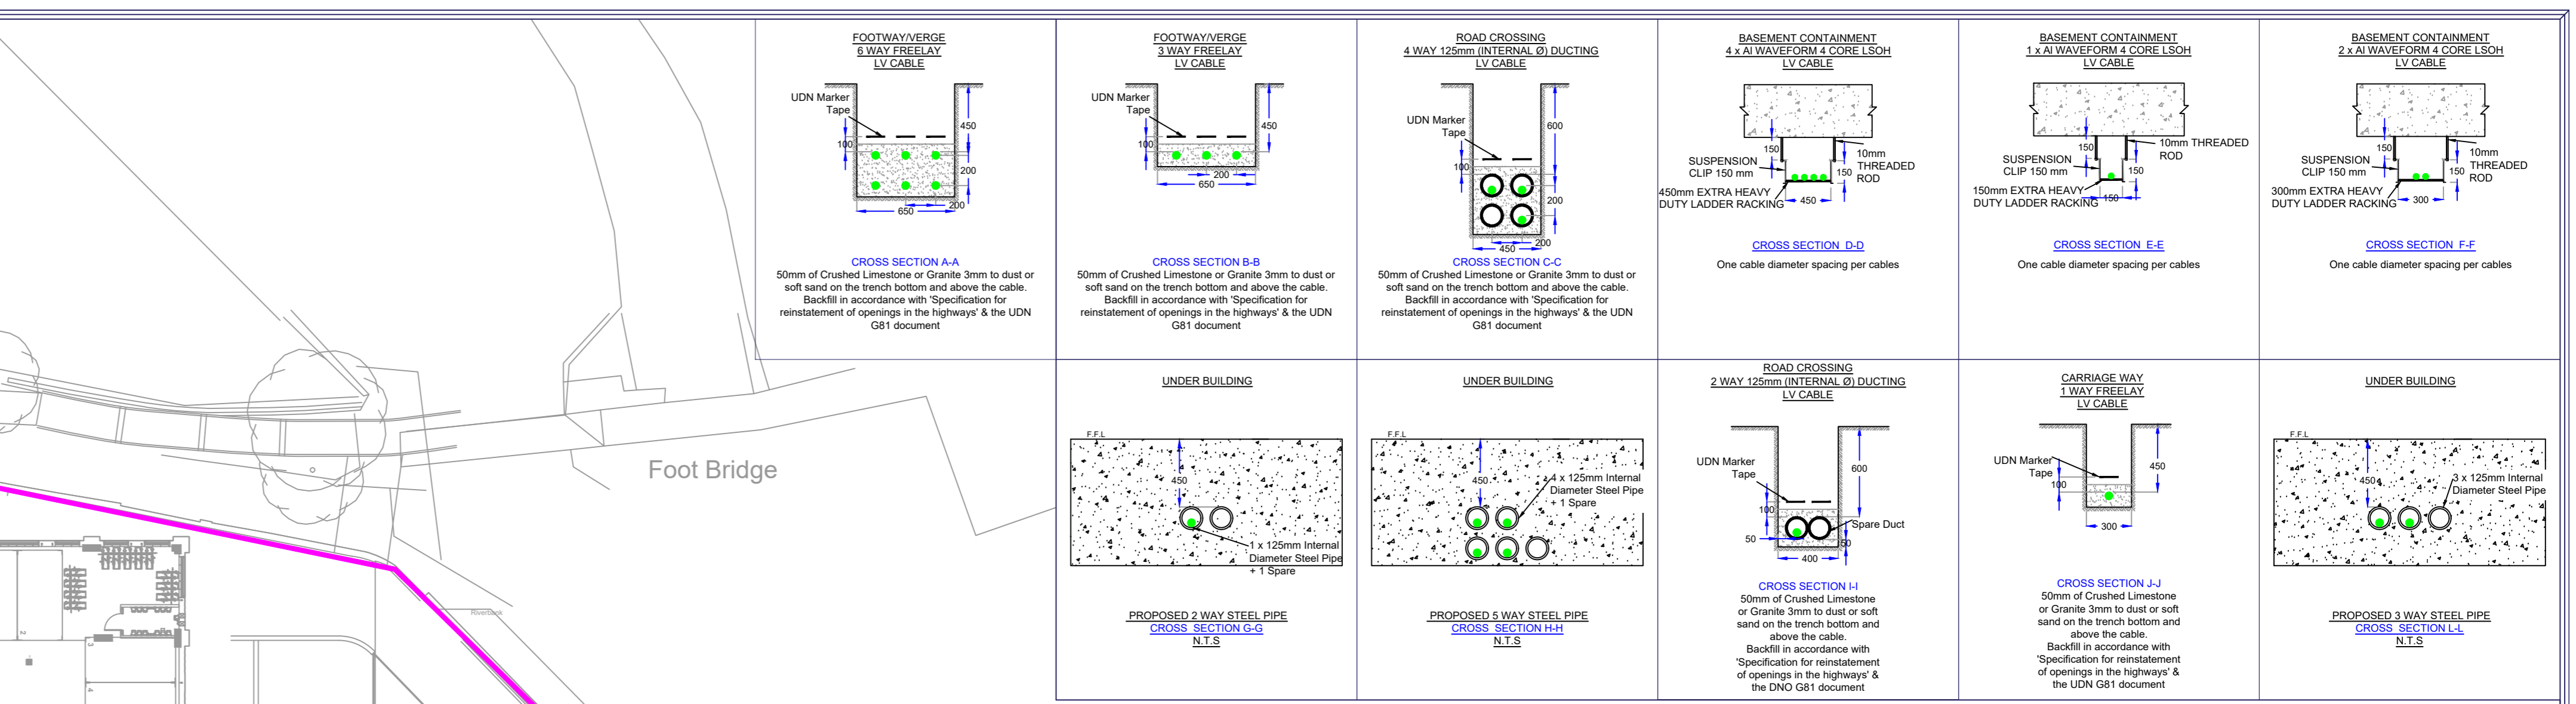 FOOTWAY/VERGE
6 WAY FREELAY
LV CABLE
UDN Marker
Tape
450
100
200
200
650
CROSS SECTION A-A
50mm of Crushed Limestone or Granite 3mm to dust or
soft sand on the trench bottom and above the cable.
Backfill in accordance with 'Specification for
reinstatement of openings in the highways' & the UDN
G81 document
FOOTWAY/VERGE
3 WAY FREELAY
LV CABLE
UDN Marker
Tape
450
100
200
650
CROSS SECTION B-B
50mm of Crushed Limestone or Granite 3mm to dust or
soft sand on the trench bottom and above the cable.
Backfill in accordance with 'Specification for
reinstatement of openings in the highways' & the UDN
G81 document
ROAD CROSSING
4 WAY 125mm (INTERNAL Ø) DUCTING
LV CABLE
UDN Marker
Tape
600
100
200
200
450
CROSS SECTION C-C
50mm of Crushed Limestone or Granite 3mm to dust or
soft sand on the trench bottom and above the cable.
Backfill in accordance with 'Specification for
reinstatement of openings in the highways' & the UDN
G81 document
BASEMENT CONTAINMENT
4 x Al WAVEFORM 4 CORE LSOH
LV CABLE
150
10mm
THREADED
ROD
SUSPENSION
CLIP 150 mm
150
450mm EXTRA HEAVY
DUTY LADDER RACKING
450
CROSS SECTION D-D
One cable diameter spacing per cables
BASEMENT CONTAINMENT
1 x Al WAVEFORM 4 CORE LSOH
LV CABLE
150
10mm THREADED
ROD
SUSPENSION
CLIP 150 mm
150
150mm EXTRA HEAVY
DUTY LADDER RACKING
150
CROSS SECTION E-E
One cable diameter spacing per cables
BASEMENT CONTAINMENT
2 x Al WAVEFORM 4 CORE LSOH
LV CABLE
150
10mm
THREADED
ROD
SUSPENSION
CLIP 150 mm
150
300mm EXTRA HEAVY
DUTY LADDER RACKING
300
CROSS SECTION F-F
One cable diameter spacing per cables
UNDER BUILDING
F.F.L
450
1 x 125mm Internal
Diameter Steel Pipe
+ 1 Spare
PROPOSED 2 WAY STEEL PIPE
CROSS SECTION G-G
N.T.S
UNDER BUILDING
F.F.L
450
4 x 125mm Internal
Diameter Steel Pipe
+ 1 Spare
PROPOSED 5 WAY STEEL PIPE
CROSS SECTION H-H
N.T.S
ROAD CROSSING
2 WAY 125mm (INTERNAL Ø) DUCTING
LV CABLE
UDN Marker
Tape
600
100
Spare Duct
50
50
400
CROSS SECTION I-I
50mm of Crushed Limestone
or Granite 3mm to dust or soft
sand on the trench bottom and
above the cable.
Backfill in accordance with
'Specification for reinstatement
of openings in the highways' &
the DNO G81 document
CARRIAGE WAY
1 WAY FREELAY
LV CABLE
UDN Marker
Tape
450
100
300
CROSS SECTION J-J
50mm of Crushed Limestone
or Granite 3mm to dust or soft
sand on the trench bottom and
above the cable.
Backfill in accordance with
'Specification for reinstatement
of openings in the highways' &
the UDN G81 document
UNDER BUILDING
F.F.L
450
3 x 125mm Internal
Diameter Steel Pipe
PROPOSED 3 WAY STEEL PIPE
CROSS SECTION L-L
N.T.S
Foot Bridge
Riverbank
2
3
4